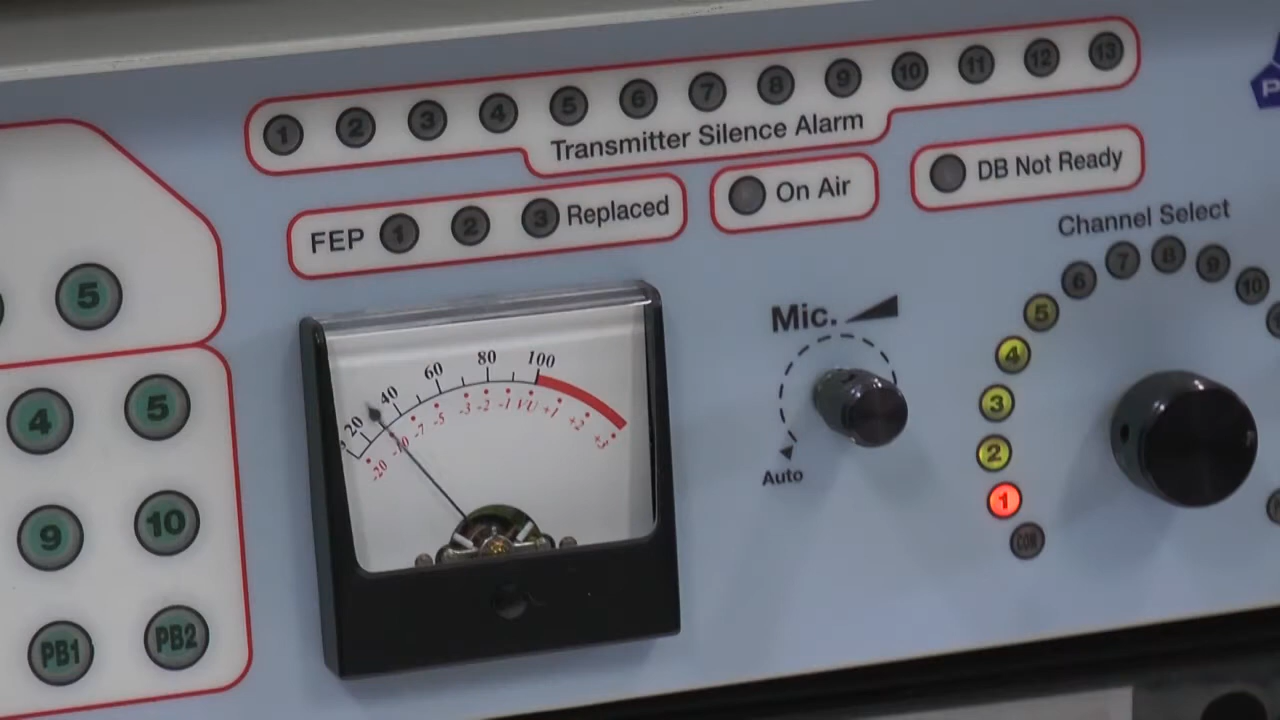 1 2 3 4 5 6 7 8 9 10 11 12 13
Transmitter Silence Alarm
FEP 1 2 3 Replaced
On Air
DB Not Ready
Channel Select
1 2 3 4 5 6 7 8 9 10
COM
Mic.
Auto
20 40 60 80 100
-20 -10 -7 -5 -3 -2 -1 VU +1 +2 +3
5
4 5
9 10
PB1 PB2
P